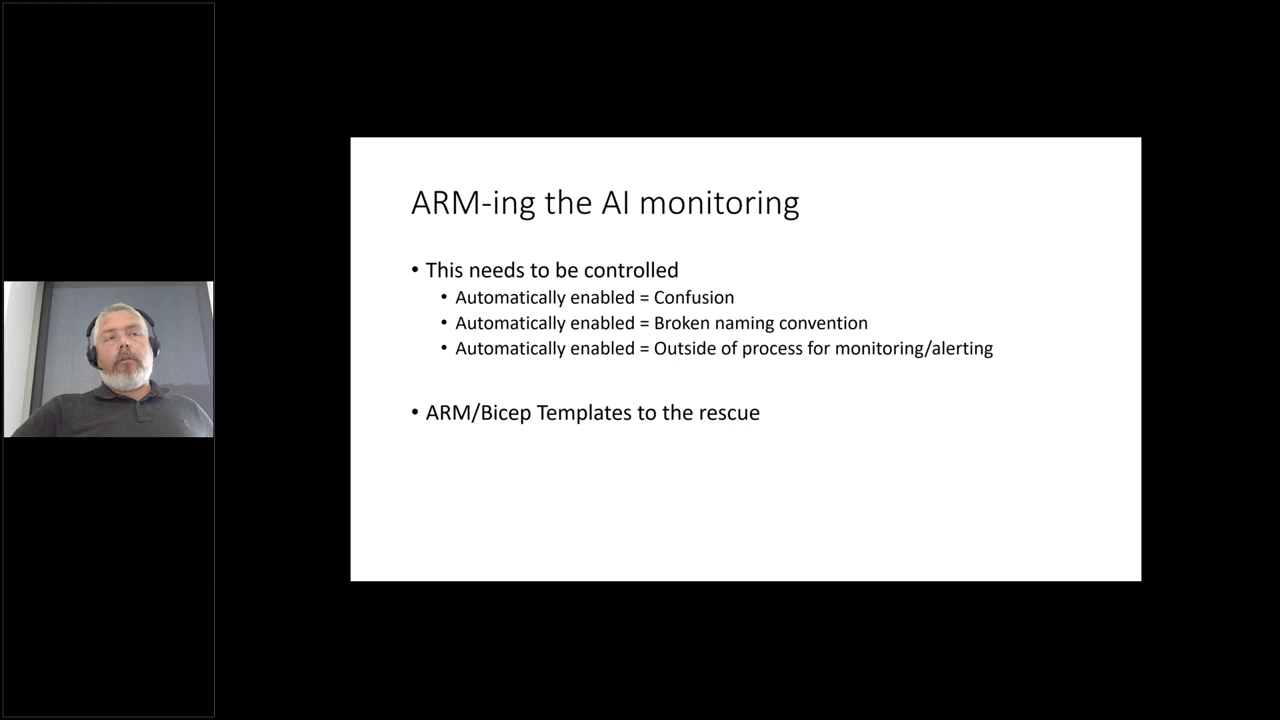 ARM-ing the AI monitoring
• This needs to be controlled
• Automatically enabled = Confusion
• Automatically enabled = Broken naming convention
• Automatically enabled = Outside of process for monitoring/alerting
• ARM/Bicep Templates to the rescue